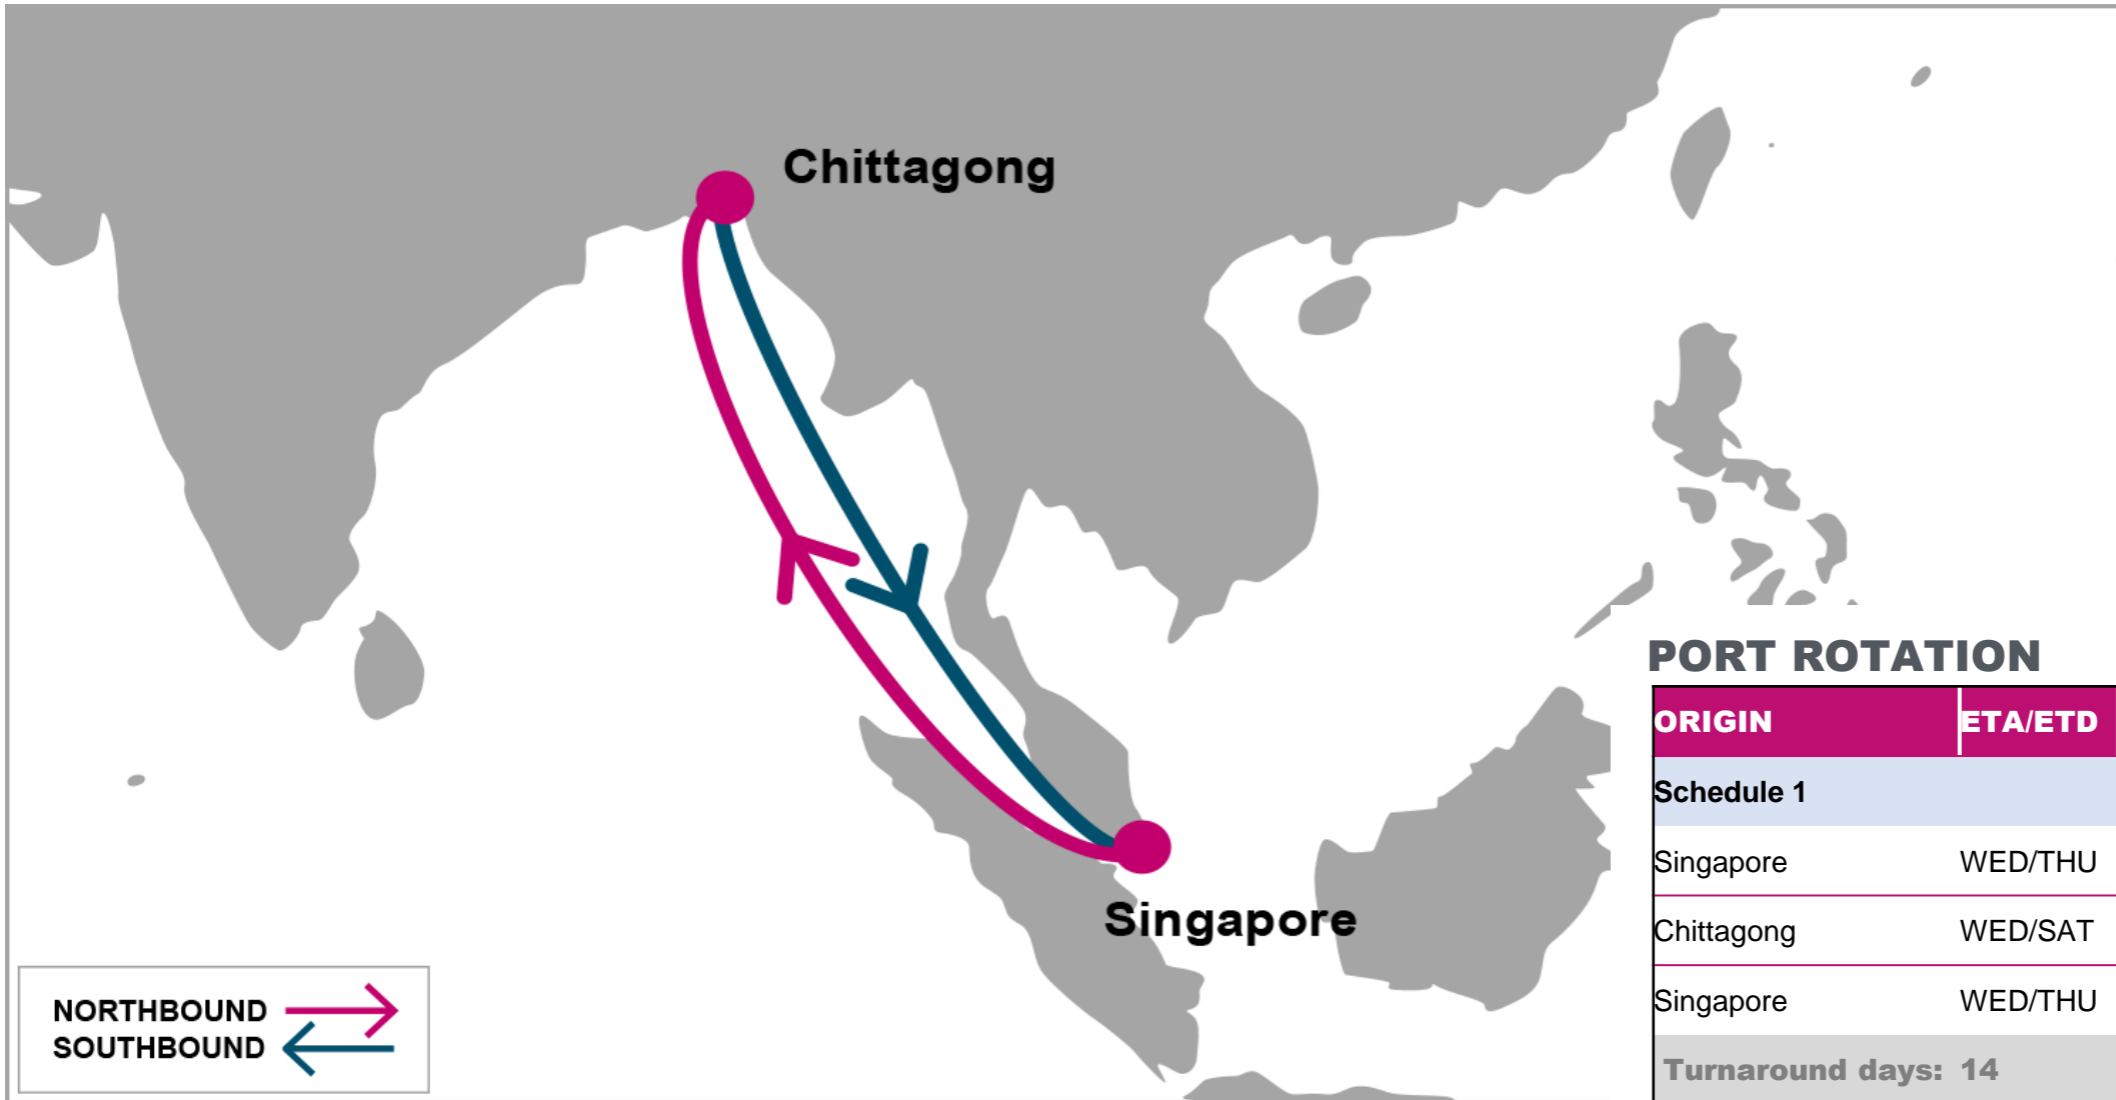 Chittagong
Singapore
NORTHBOUND
SOUTHBOUND
PORT ROTATION
ORIGIN ETA/ETD
Schedule 1
Singapore WED/THU
Chittagong WED/SAT
Singapore WED/THU
Turnaround days: 14